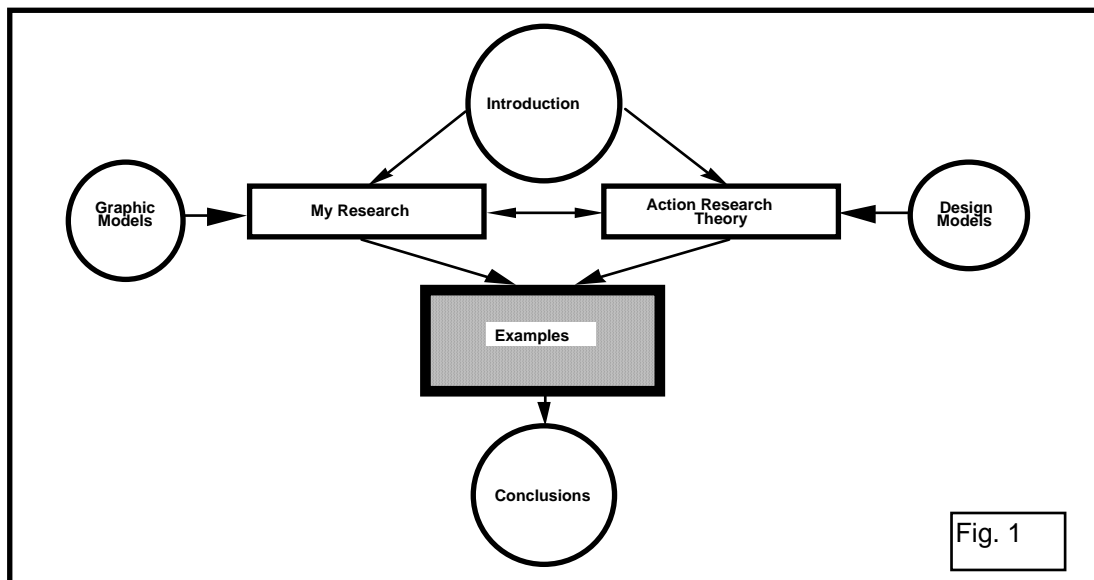 Introduction
Graphic
Models
My Research
Action Research
Theory
Design
Models
Examples
Conclusions
Fig. 1